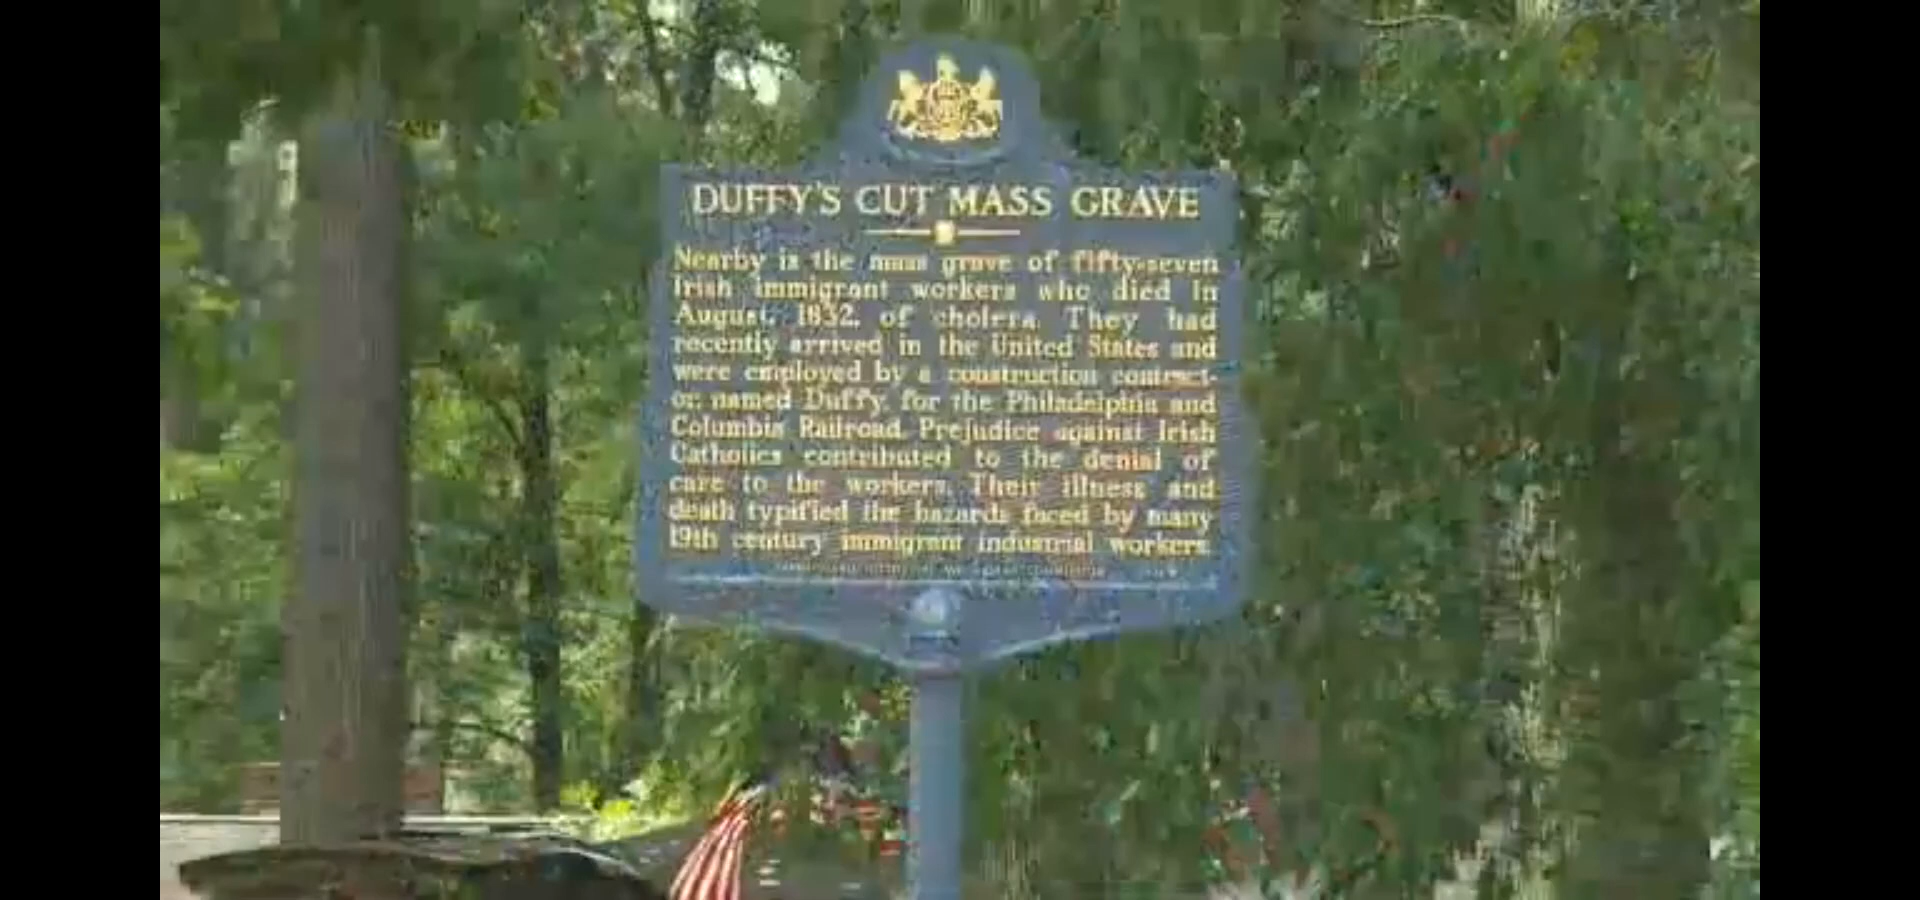 DUFFY'S CUT MASS GRAVE
Nearby is the mass grave of fifty-seven
Irish immigrant workers who died in
August, 1832, of cholera. They had
recently arrived in the United States and
were employed by a construction contract-
or, named Duffy, for the Philadelphia and
Columbia Railroad. Prejudice against Irish
Catholics contributed to the denial of
care to the workers. Their illness and
death typified the hazards faced by many
19th century immigrant industrial workers.